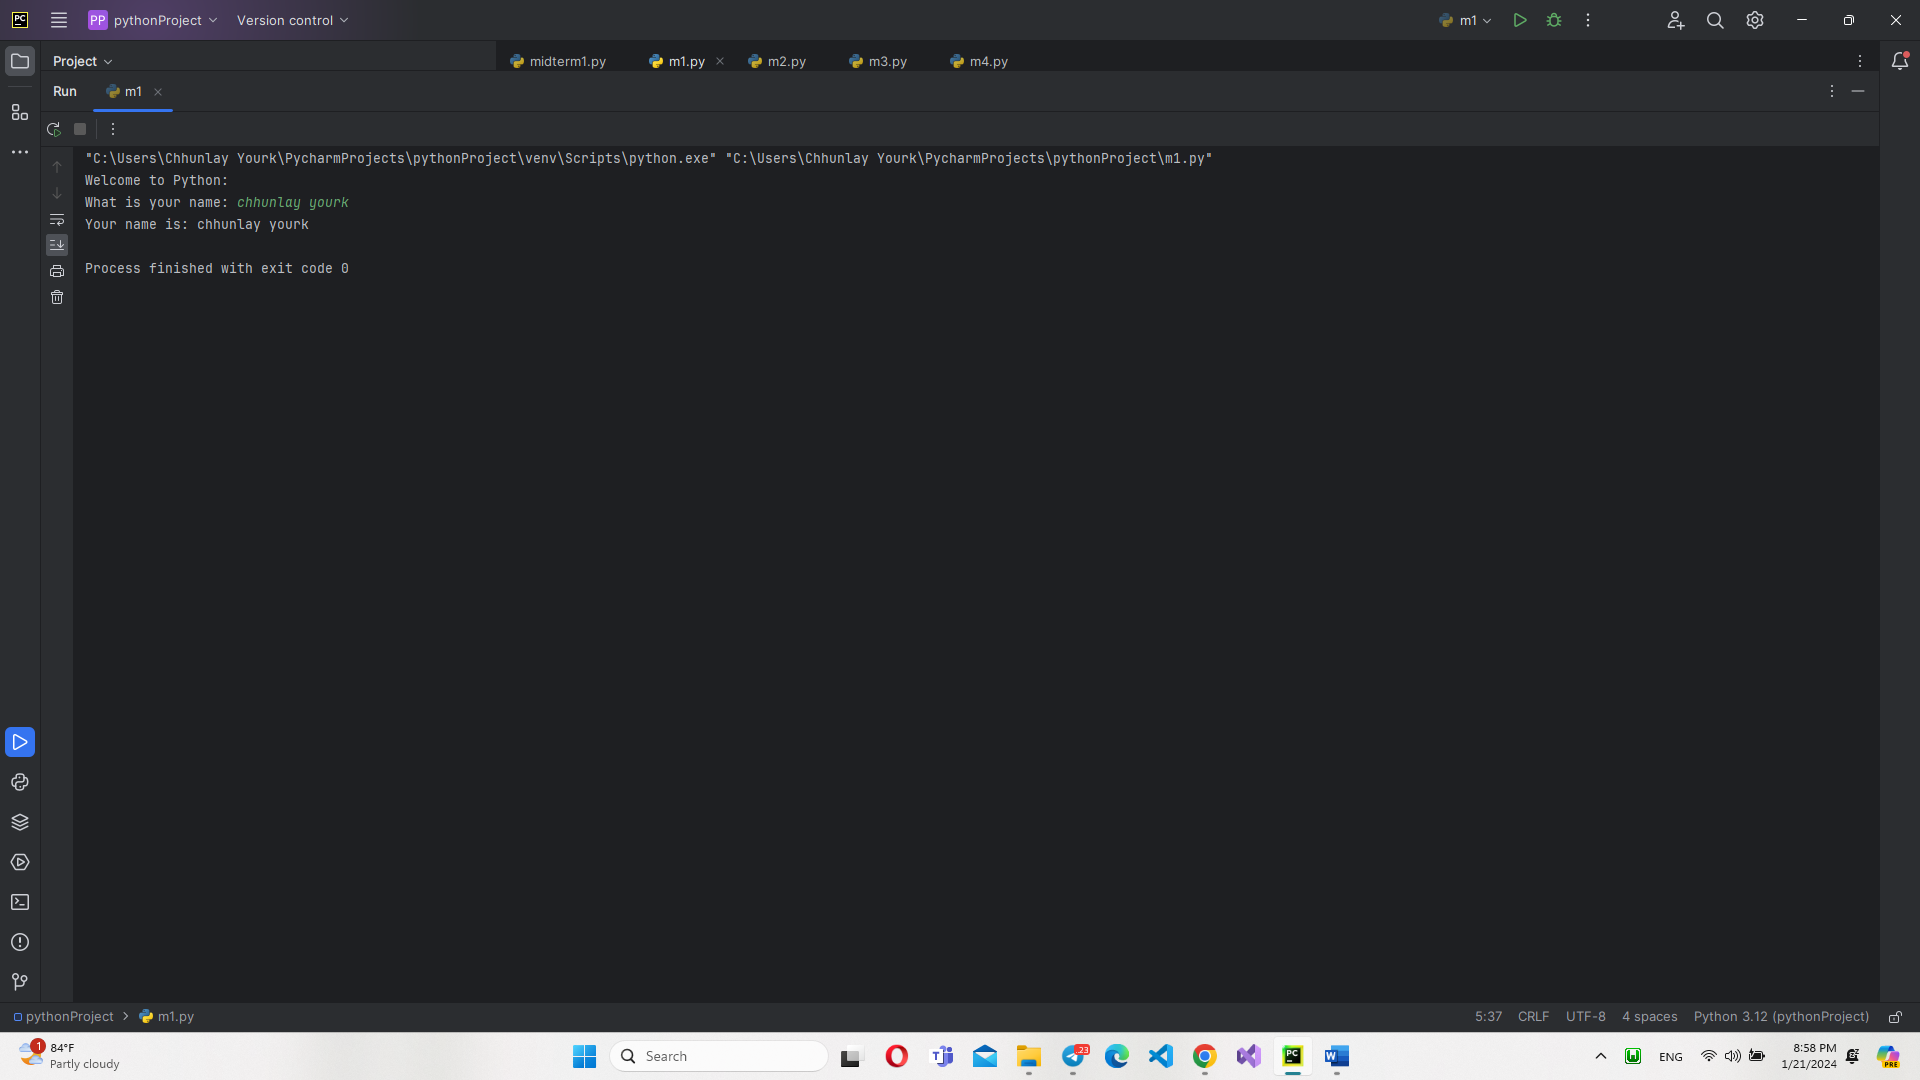 PC
PP pythonProject Version control m1
Project midterm1.py m1.py m2.py m3.py m4.py
Run m1
"C:\Users\Chhunlay Yourk\PycharmProjects\pythonProject\venv\Scripts\python.exe" "C:\Users\Chhunlay Yourk\PycharmProjects\pythonProject\m1.py"
Welcome to Python:
What is your name: chhunlay yourk
Your name is: chhunlay yourk
Process finished with exit code 0
pythonProject > m1.py 5:37 CRLF UTF-8 4 spaces Python 3.12 (pythonProject)
1 84°F
Partly cloudy
Search
23
PC
ENG
8:58 PM
1/21/2024
PRE